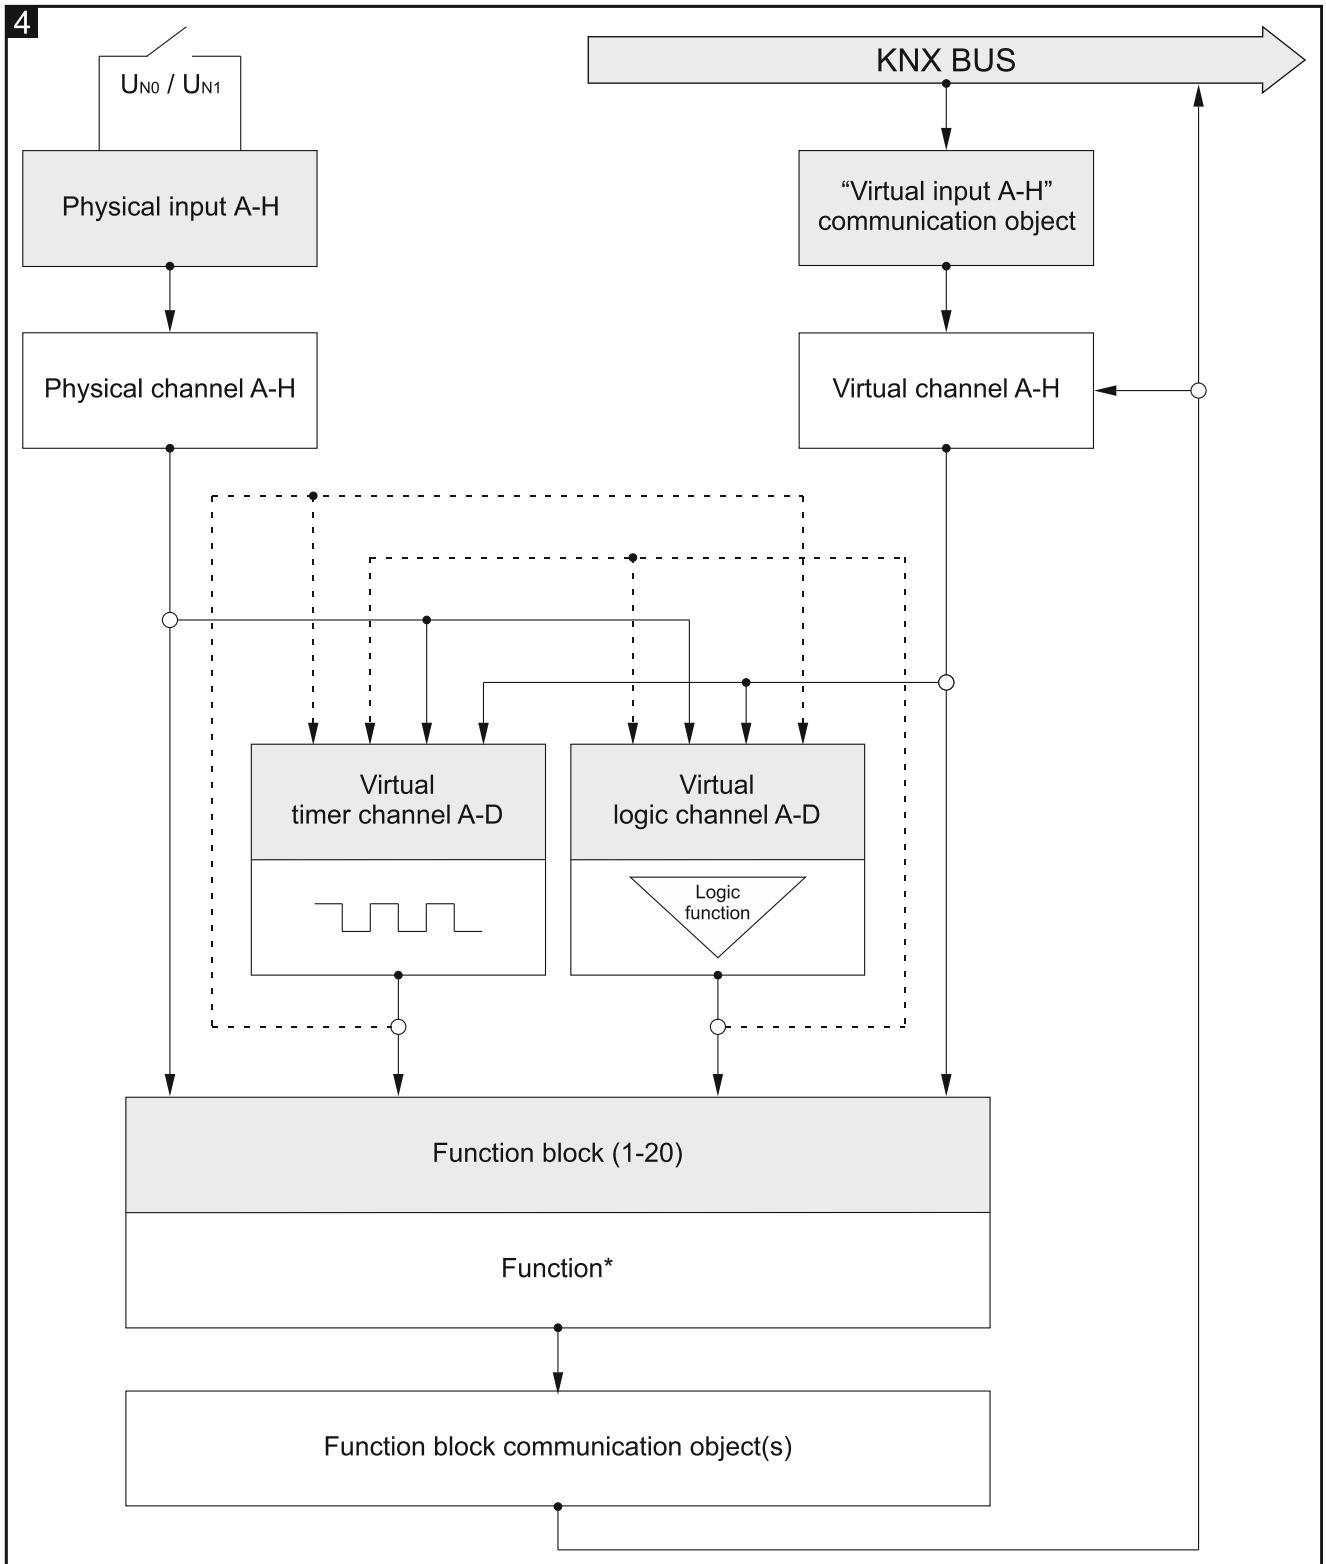 4
UN0 / UN1
KNX BUS
Physical input A-H
“Virtual input A-H”
communication object
Physical channel A-H
Virtual channel A-H
Virtual
timer channel A-D
Virtual
logic channel A-D
Logic
function
Function block (1-20)
Function*
Function block communication object(s)